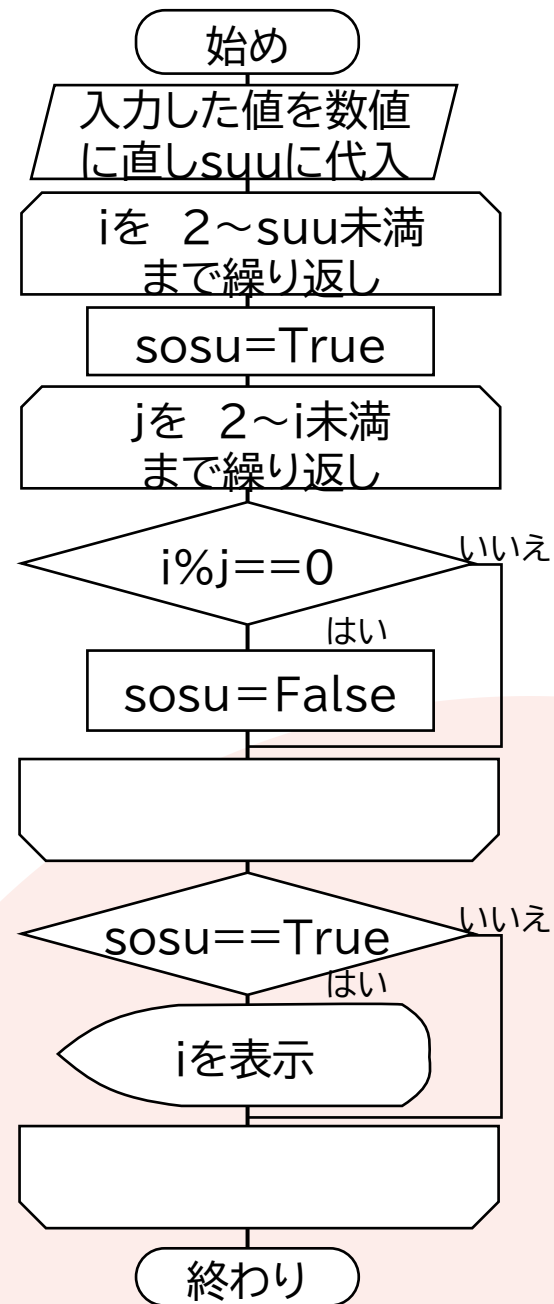 始め
入力した値を数値
に直しsuuに代入
iを 2～suu未満
まで繰り返し
sosu=True
jを 2～i未満
まで繰り返し
i%j==0
いいえ
はい
sosu=False
sosu==True
いいえ
はい
iを表示
終わり